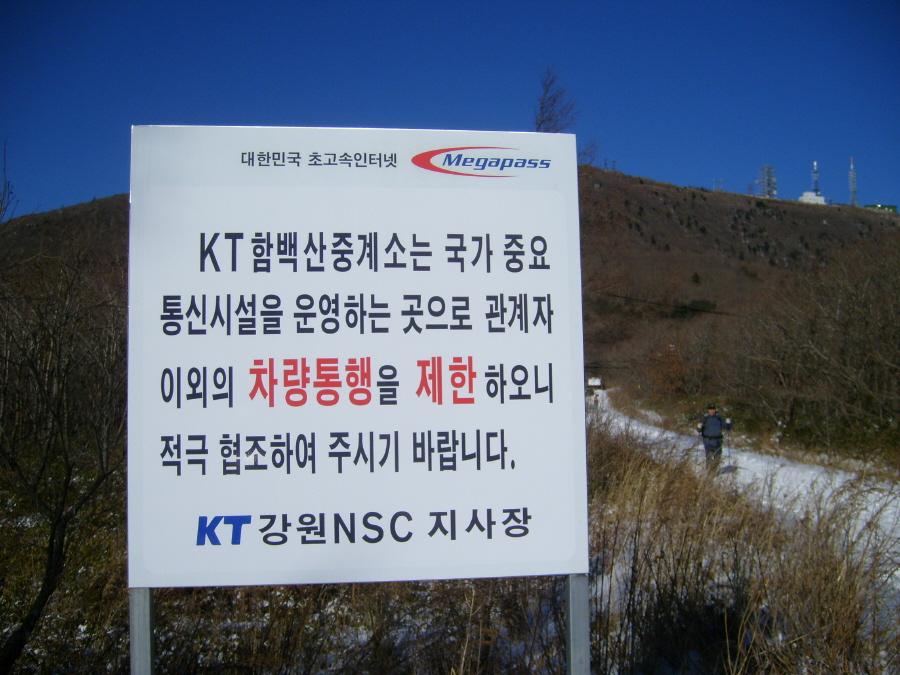 대한민국 초고속인터넷 Megapass
KT함백산중계소는 국가 중요
통신시설을 운영하는 곳으로 관계자
이외의 차량통행을 제한하오니
적극 협조하여 주시기 바랍니다.
KT 강원NSC 지사장